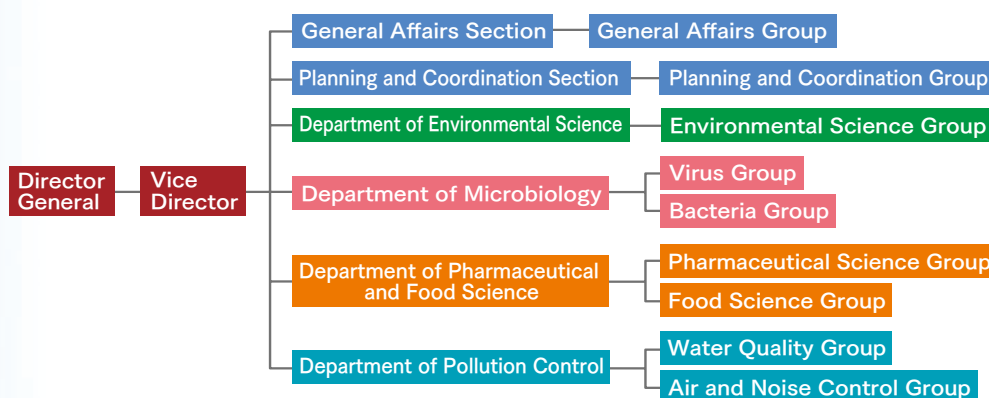 Director
General
Vice
Director
General Affairs Section
General Affairs Group
Planning and Coordination Section
Planning and Coordination Group
Department of Environmental Science
Environmental Science Group
Department of Microbiology
Virus Group
Bacteria Group
Department of Pharmaceutical
and Food Science
Pharmaceutical Science Group
Food Science Group
Department of Pollution Control
Water Quality Group
Air and Noise Control Group